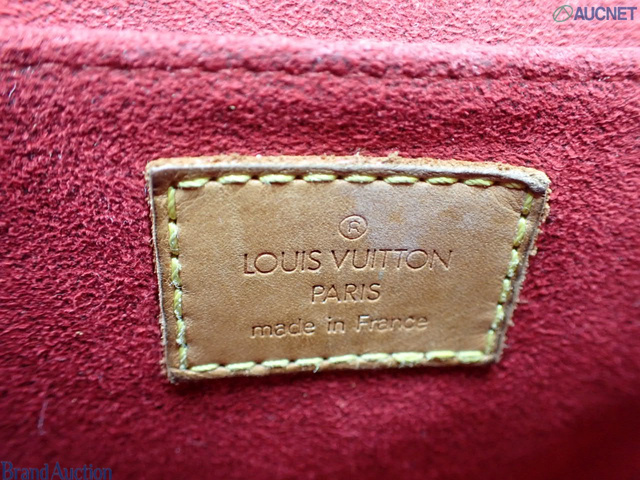 AUCNET
®
LOUIS VUITTON
PARIS
made in France
Brand Auction